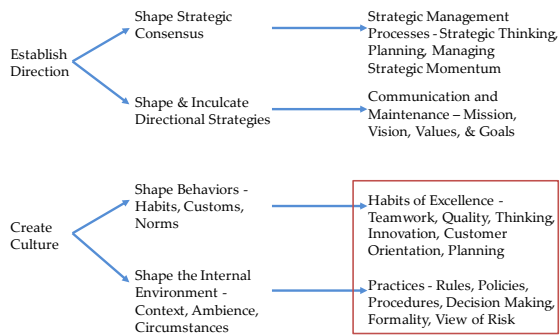 Establish
Direction
Shape Strategic
Consensus
Strategic Management
Processes - Strategic Thinking,
Planning, Managing
Strategic Momentum
Shape & Inculcate
Directional Strategies
Communication and
Maintenance – Mission,
Vision, Values, & Goals
Create
Culture
Shape Behaviors -
Habits, Customs,
Norms
Habits of Excellence -
Teamwork, Quality, Thinking,
Innovation, Customer
Orientation, Planning
Shape the Internal
Environment -
Context, Ambience,
Circumstances
Practices - Rules, Policies,
Procedures, Decision Making,
Formality, View of Risk